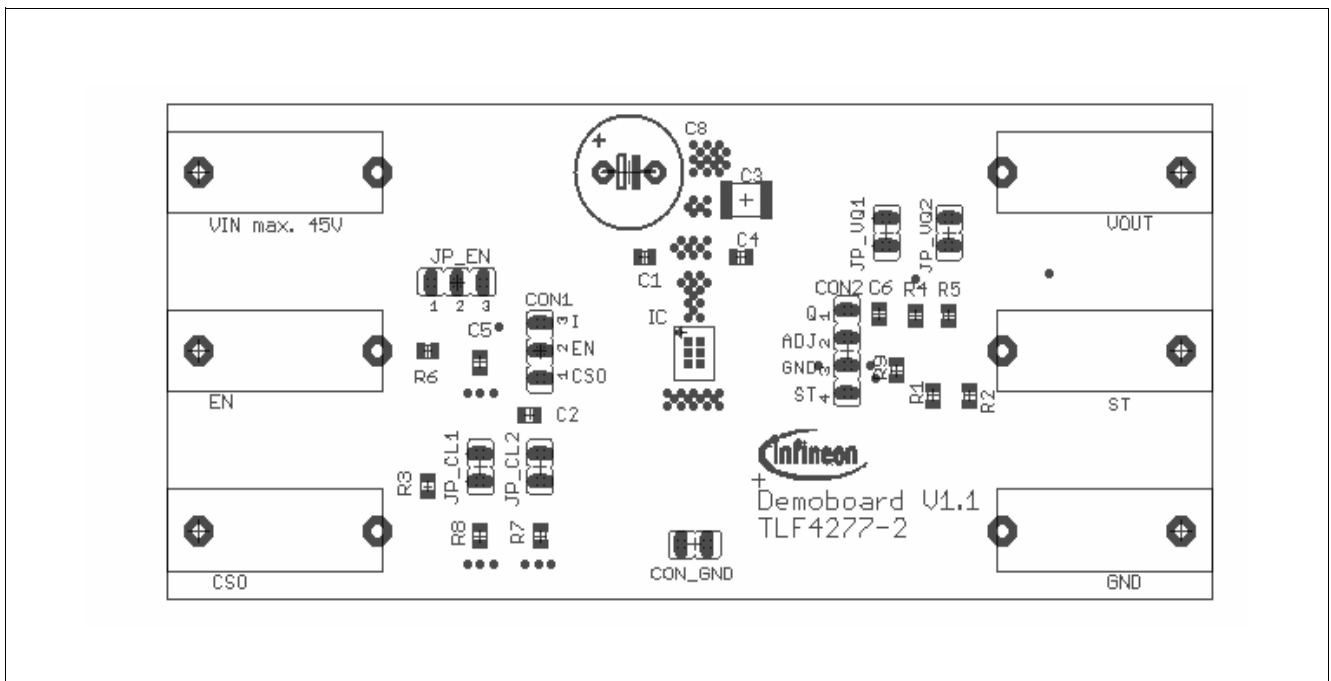 C8
C3
VIN max. 45V
JP_VQ1
JP_VQ2
VOUT
JP_EN
1 2 3
C1
C4
CON1
3 I
2 EN
1 CSO
C5
R6
EN
IC
CON2
C6
R4
R5
Q 1
ADJ 2
GND 3
ST 4
R9
R1
R2
ST
C2
JP_CL1
JP_CL2
R3
R8
R7
CSO
infineon
Demoboard V1.1
TLF4277-2
CON_GND
GND